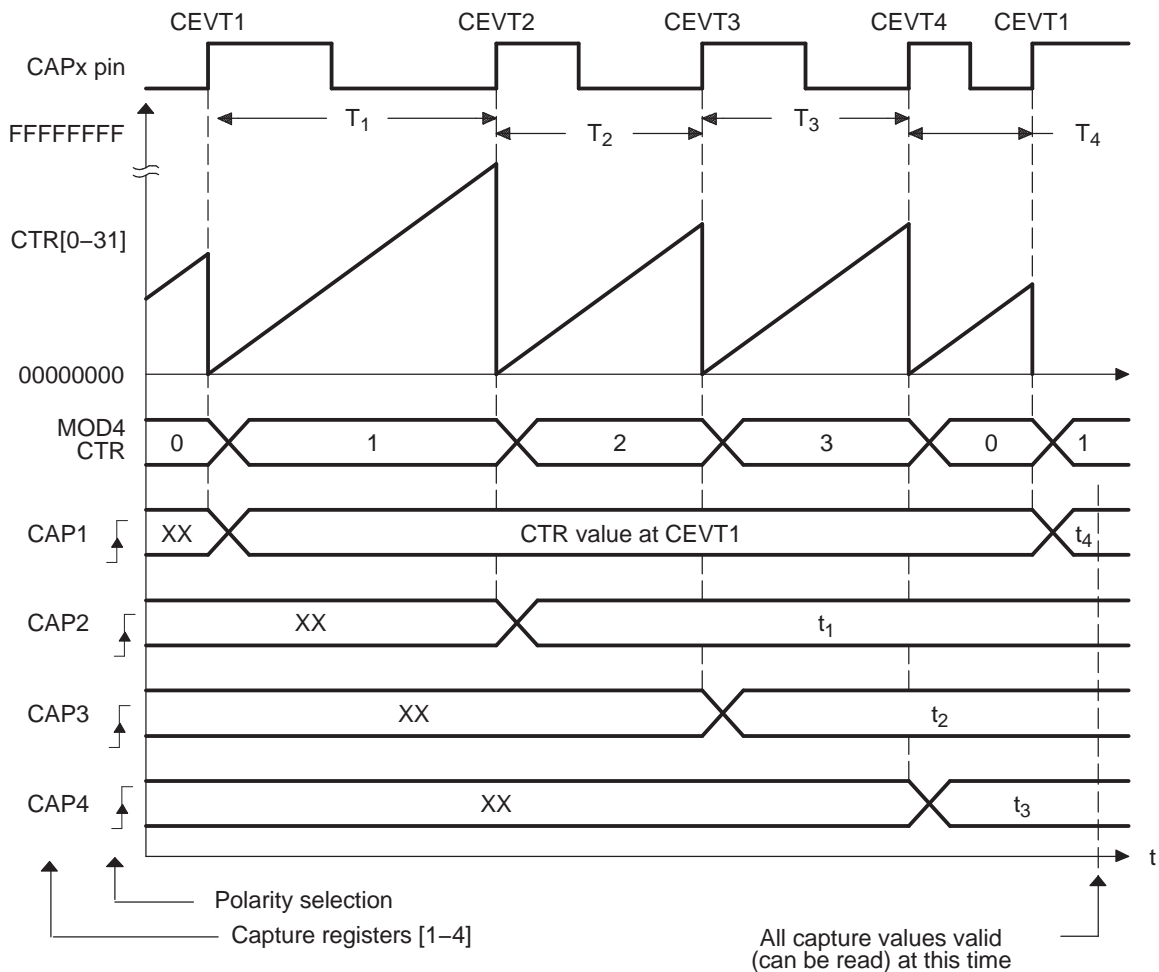 CEVT1 CEVT2 CEVT3 CEVT4 CEVT1
CAPx pin
T1 T2 T3 T4
FFFFFFFF
CTR[0−31]
00000000
MOD4
CTR
0 1 2 3 0 1
CAP1 XX CTR value at CEVT1 t4
CAP2 XX t1
CAP3 XX t2
CAP4 XX t3
t
Polarity selection
Capture registers [1−4]
All capture values valid
(can be read) at this time